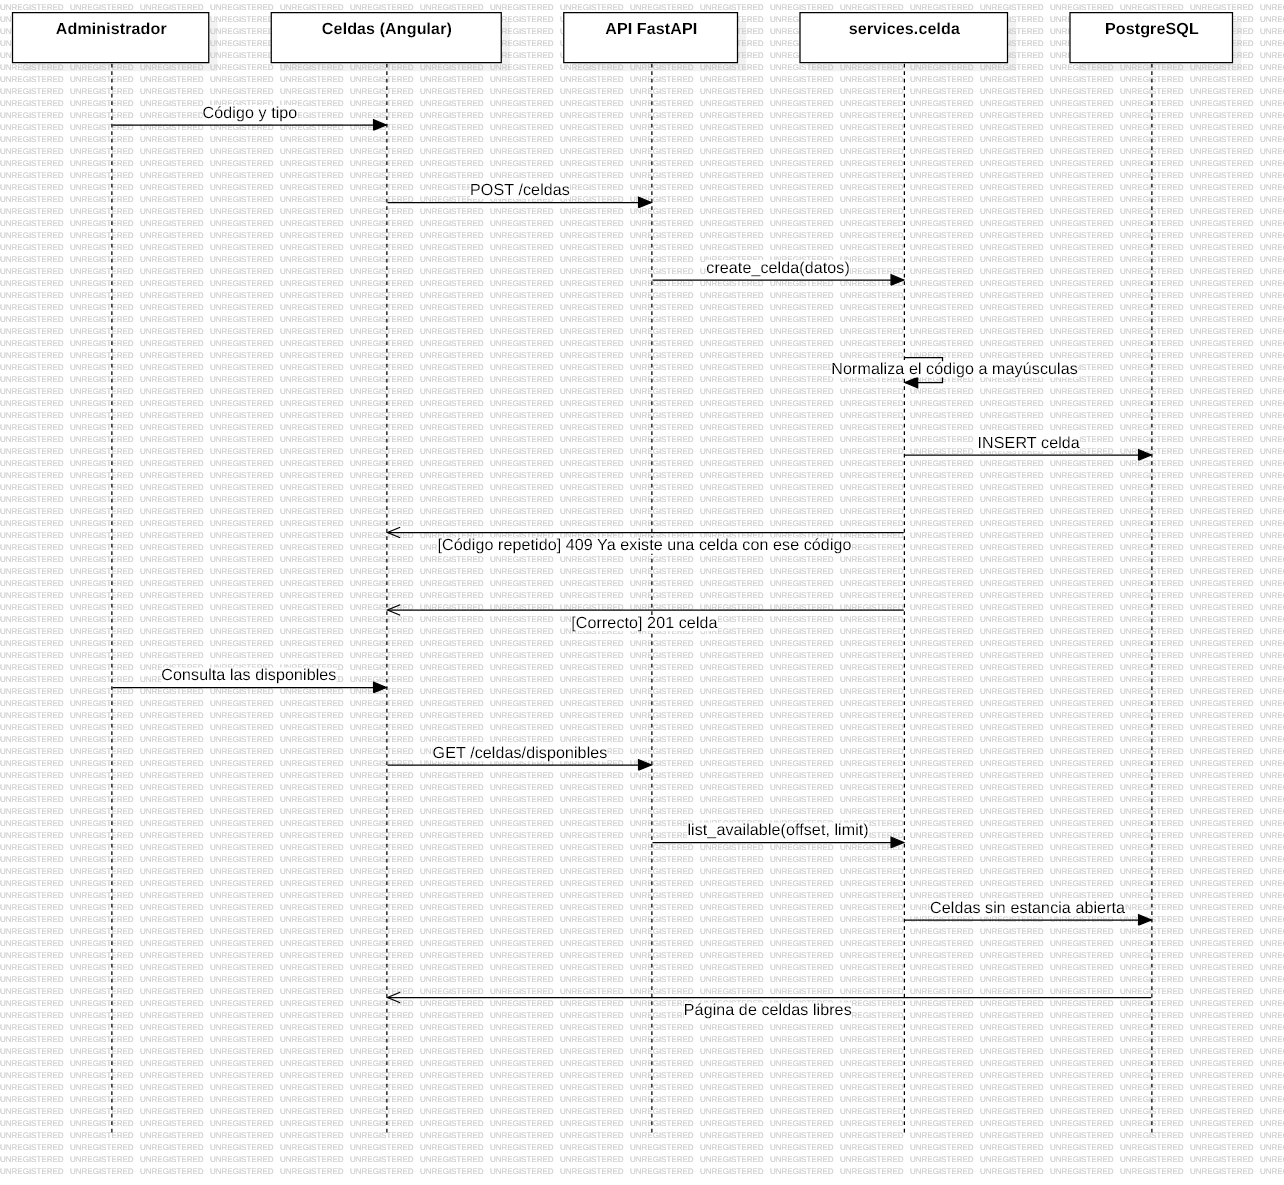 Administrador
Celdas (Angular)
API FastAPI
services.celda
PostgreSQL
Código y tipo
POST /celdas
create_celda(datos)
Normaliza el código a mayúsculas
INSERT celda
[Código repetido] 409 Ya existe una celda con ese código
[Correcto] 201 celda
Consulta las disponibles
GET /celdas/disponibles
list_available(offset, limit)
Celdas sin estancia abierta
Página de celdas libres
UNREGISTERED